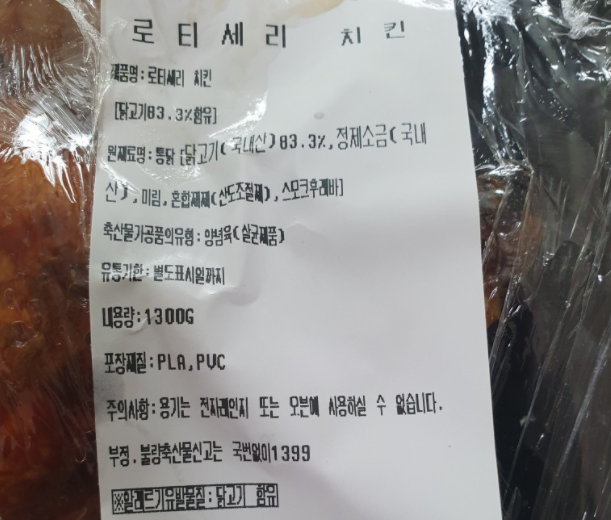 로티세리 치킨
제품명:로티세리 치킨
[닭고기83.3%함유]
원재료명:통닭[닭고기(국내산)83.3%,정제소금(국내
산),미림,혼합제제(산도조절제),스모크후레바]
축산물가공품의유형:양념육(살균제품)
유통기한:별도표시일까지
내용량:1300G
포장재질:PLA,PVC
주의사항:용기는 전자레인지 또는 오븐에 사용하실 수 없습니다.
부정,불량축산물신고는 국번없이1399
※알레르기유발물질:닭고기 함유